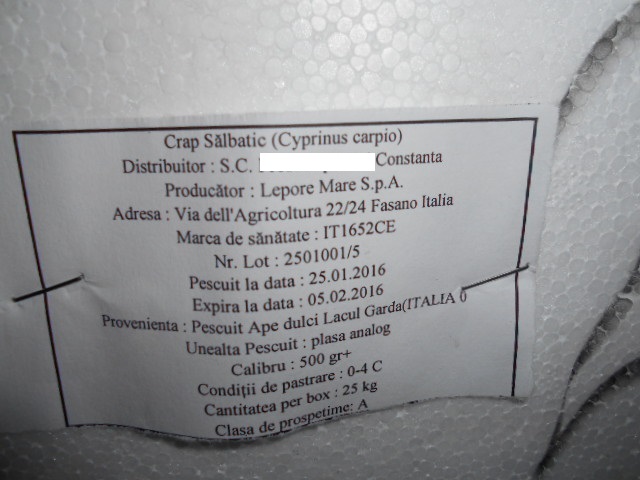 Crap Sălbatic (Cyprinus carpio)
Distribuitor : S.C. Constanta
Producător : Lepore Mare S.p.A.
Adresa : Via dell'Agricoltura 22/24 Fasano Italia
Marca de sănătate : IT1652CE
Nr. Lot : 2501001/5
Pescuit la data : 25.01.2016
Expira la data : 05.02.2016
Provenienta : Pescuit Ape dulci Lacul Garda(ITALIA 0
Unealta Pescuit : plasa analog
Calibru : 500 gr+
Condiții de pastrare : 0-4 C
Cantitatea per box : 25 kg
Clasa de prospetime: A